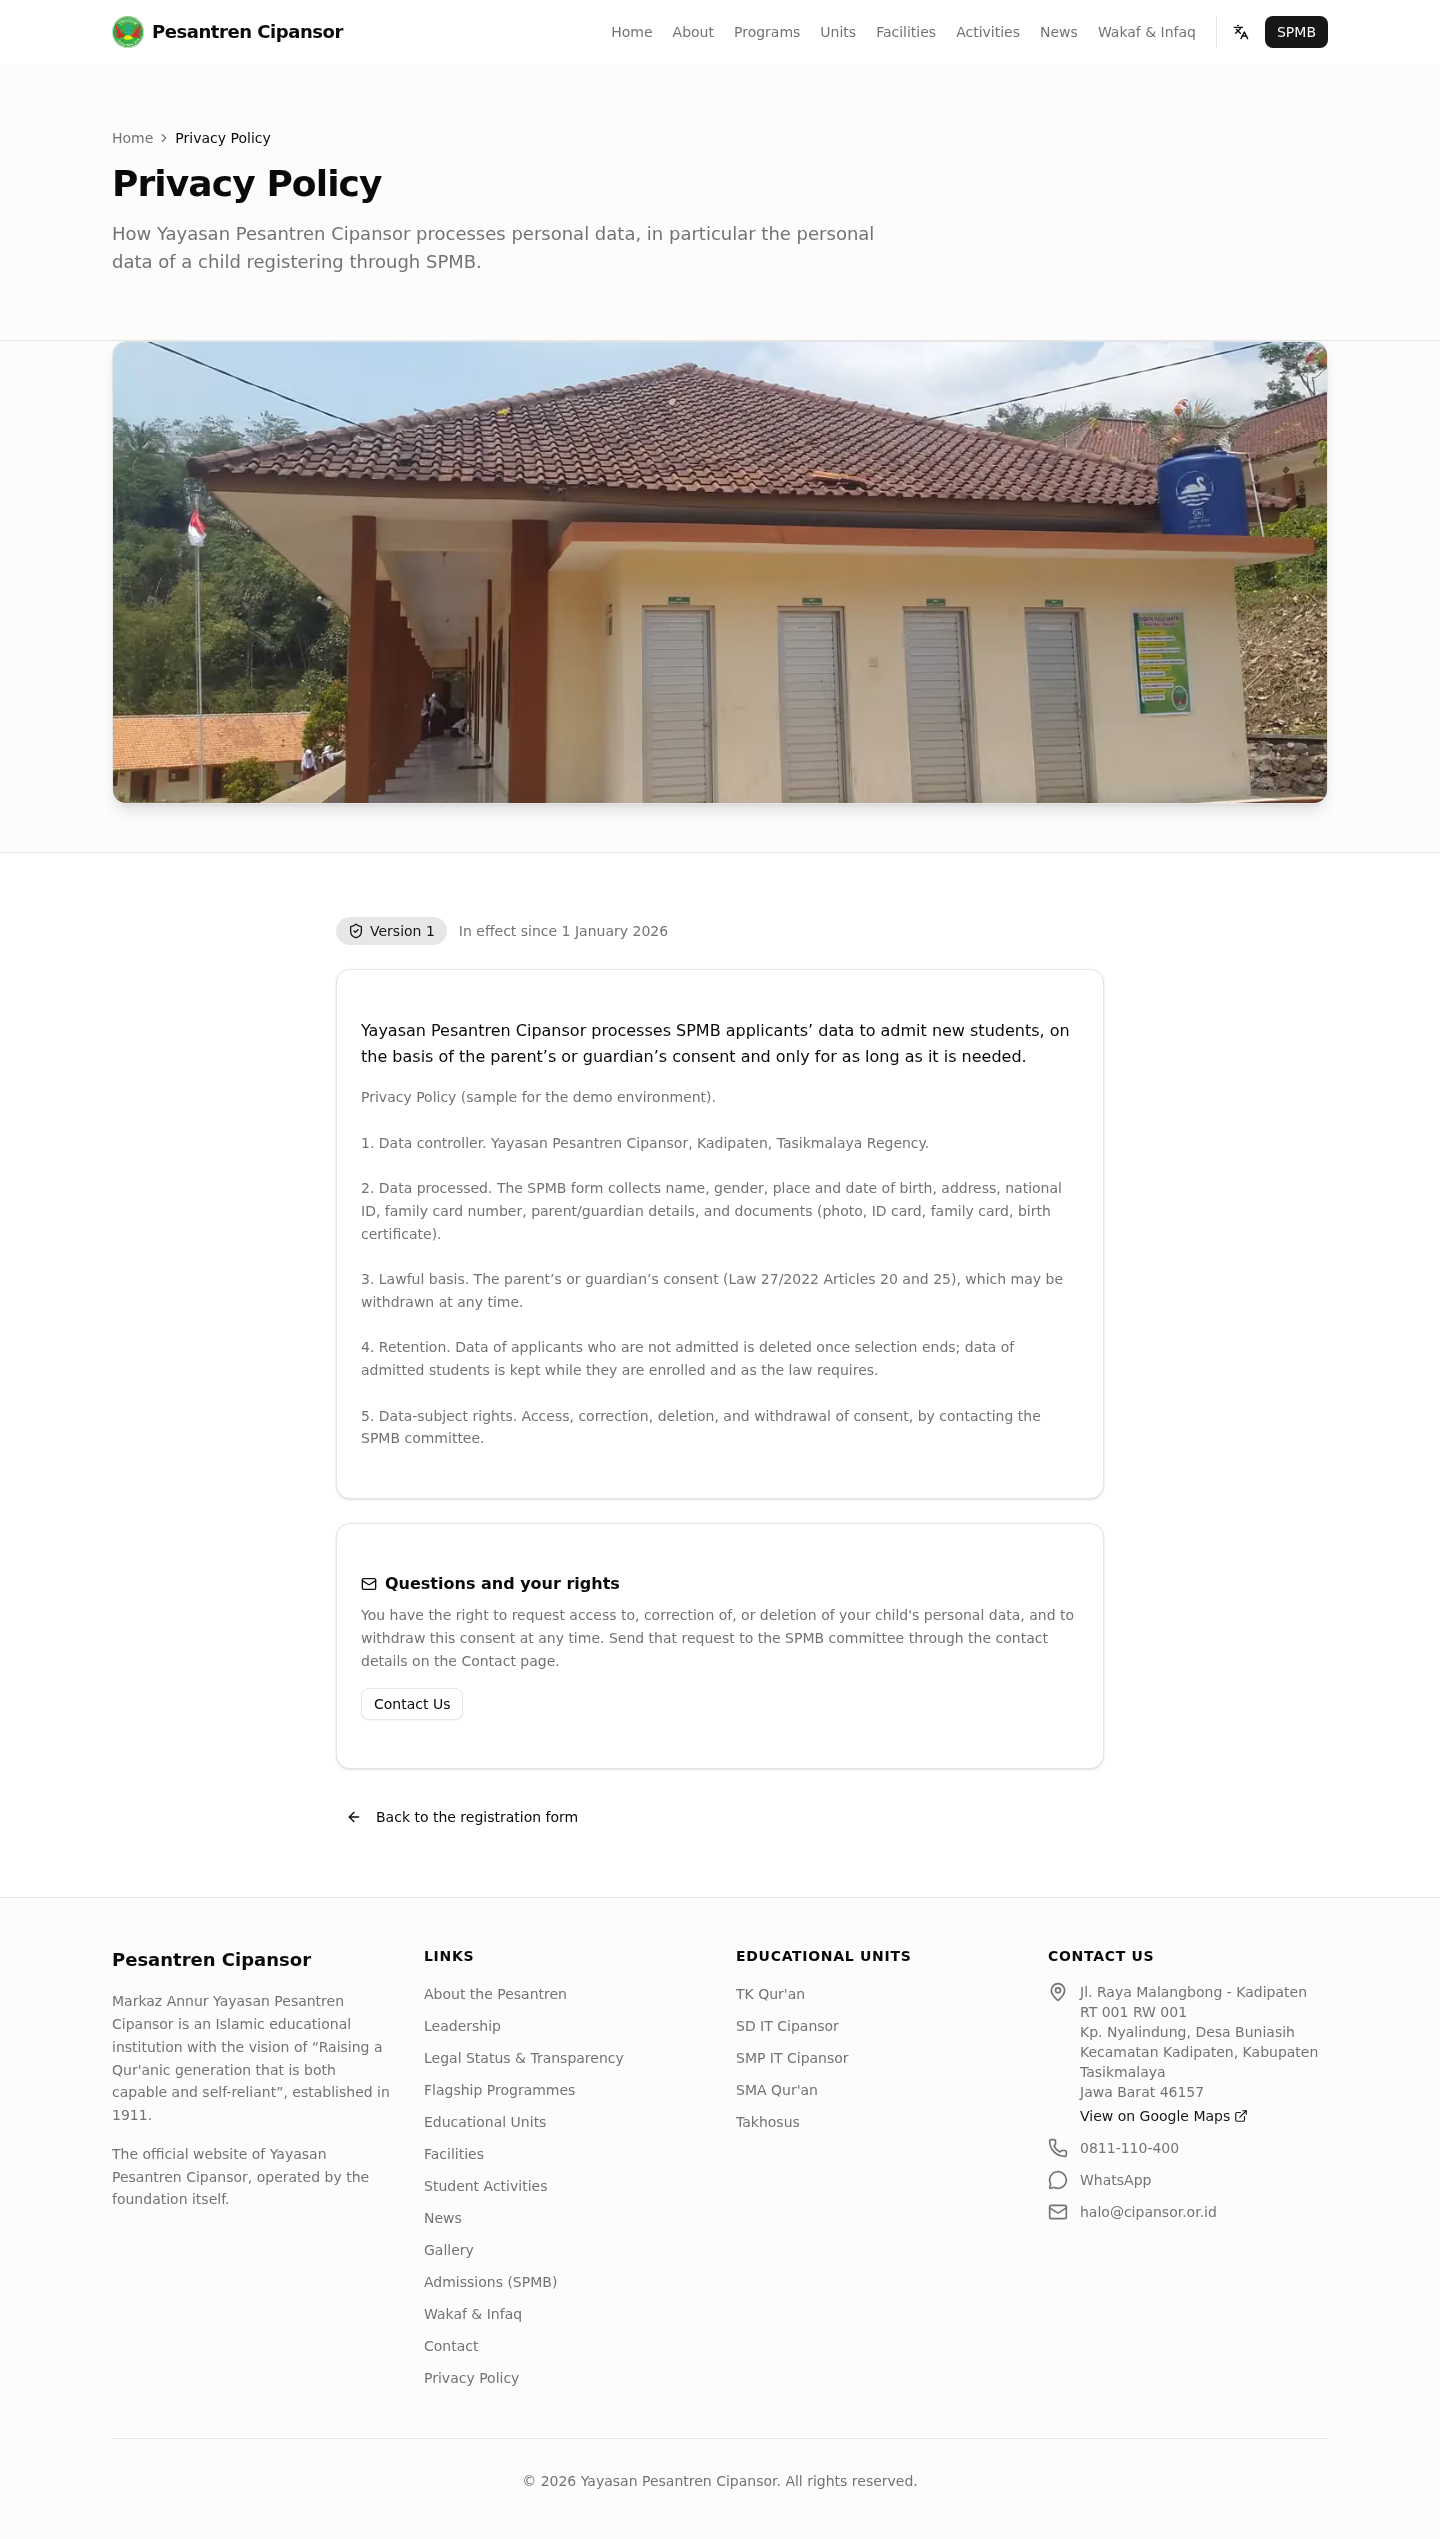 Pesantren Cipansor
Home
About
Programs
Units
Facilities
Activities
News
Wakaf & Infaq
SPMB
Home
Privacy Policy
Privacy Policy
How Yayasan Pesantren Cipansor processes personal data, in particular the personal
data of a child registering through SPMB.
Version 1
In effect since 1 January 2026
Yayasan Pesantren Cipansor processes SPMB applicants’ data to admit new students, on
the basis of the parent’s or guardian’s consent and only for as long as it is needed.
Privacy Policy (sample for the demo environment).
1. Data controller. Yayasan Pesantren Cipansor, Kadipaten, Tasikmalaya Regency.
2. Data processed. The SPMB form collects name, gender, place and date of birth, address, national
ID, family card number, parent/guardian details, and documents (photo, ID card, family card, birth
certificate).
3. Lawful basis. The parent’s or guardian’s consent (Law 27/2022 Articles 20 and 25), which may be
withdrawn at any time.
4. Retention. Data of applicants who are not admitted is deleted once selection ends; data of
admitted students is kept while they are enrolled and as the law requires.
5. Data-subject rights. Access, correction, deletion, and withdrawal of consent, by contacting the
SPMB committee.
Questions and your rights
You have the right to request access to, correction of, or deletion of your child's personal data, and to
withdraw this consent at any time. Send that request to the SPMB committee through the contact
details on the Contact page.
Contact Us
Back to the registration form
Pesantren Cipansor
Markaz Annur Yayasan Pesantren
Cipansor is an Islamic educational
institution with the vision of “Raising a
Qur'anic generation that is both
capable and self-reliant”, established in
1911.
The official website of Yayasan
Pesantren Cipansor, operated by the
foundation itself.
LINKS
About the Pesantren
Leadership
Legal Status & Transparency
Flagship Programmes
Educational Units
Facilities
Student Activities
News
Gallery
Admissions (SPMB)
Wakaf & Infaq
Contact
Privacy Policy
EDUCATIONAL UNITS
TK Qur'an
SD IT Cipansor
SMP IT Cipansor
SMA Qur'an
Takhosus
CONTACT US
Jl. Raya Malangbong - Kadipaten
RT 001 RW 001
Kp. Nyalindung, Desa Buniasih
Kecamatan Kadipaten, Kabupaten
Tasikmalaya
Jawa Barat 46157
View on Google Maps
0811-110-400
WhatsApp
halo@cipansor.or.id
© 2026 Yayasan Pesantren Cipansor. All rights reserved.